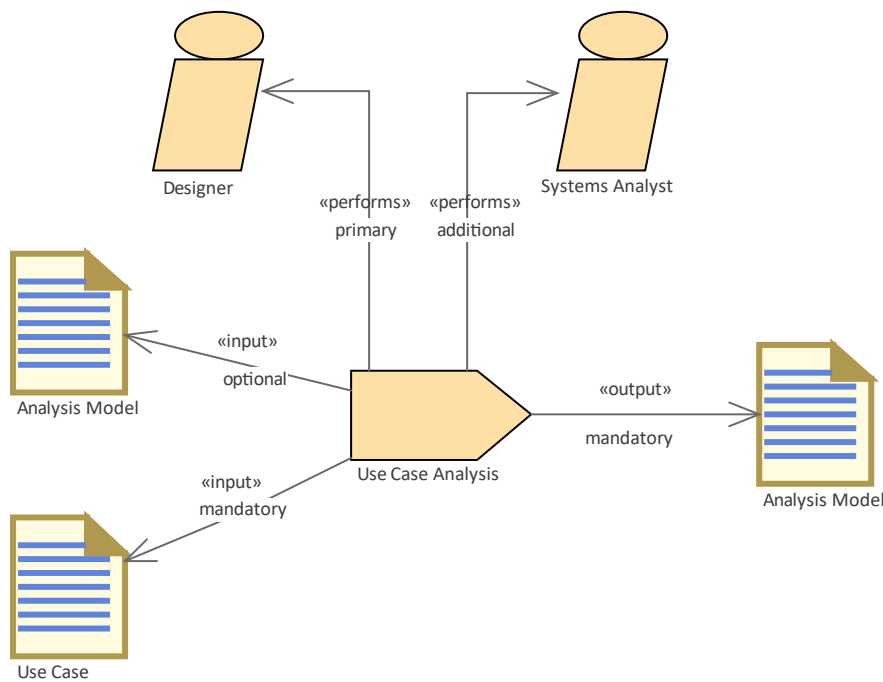 Designer
Systems Analyst
«performs»
primary
«performs»
additional
«input»
optional
Analysis Model
«output»
mandatory
Use Case Analysis
«input»
mandatory
Analysis Model
Use Case